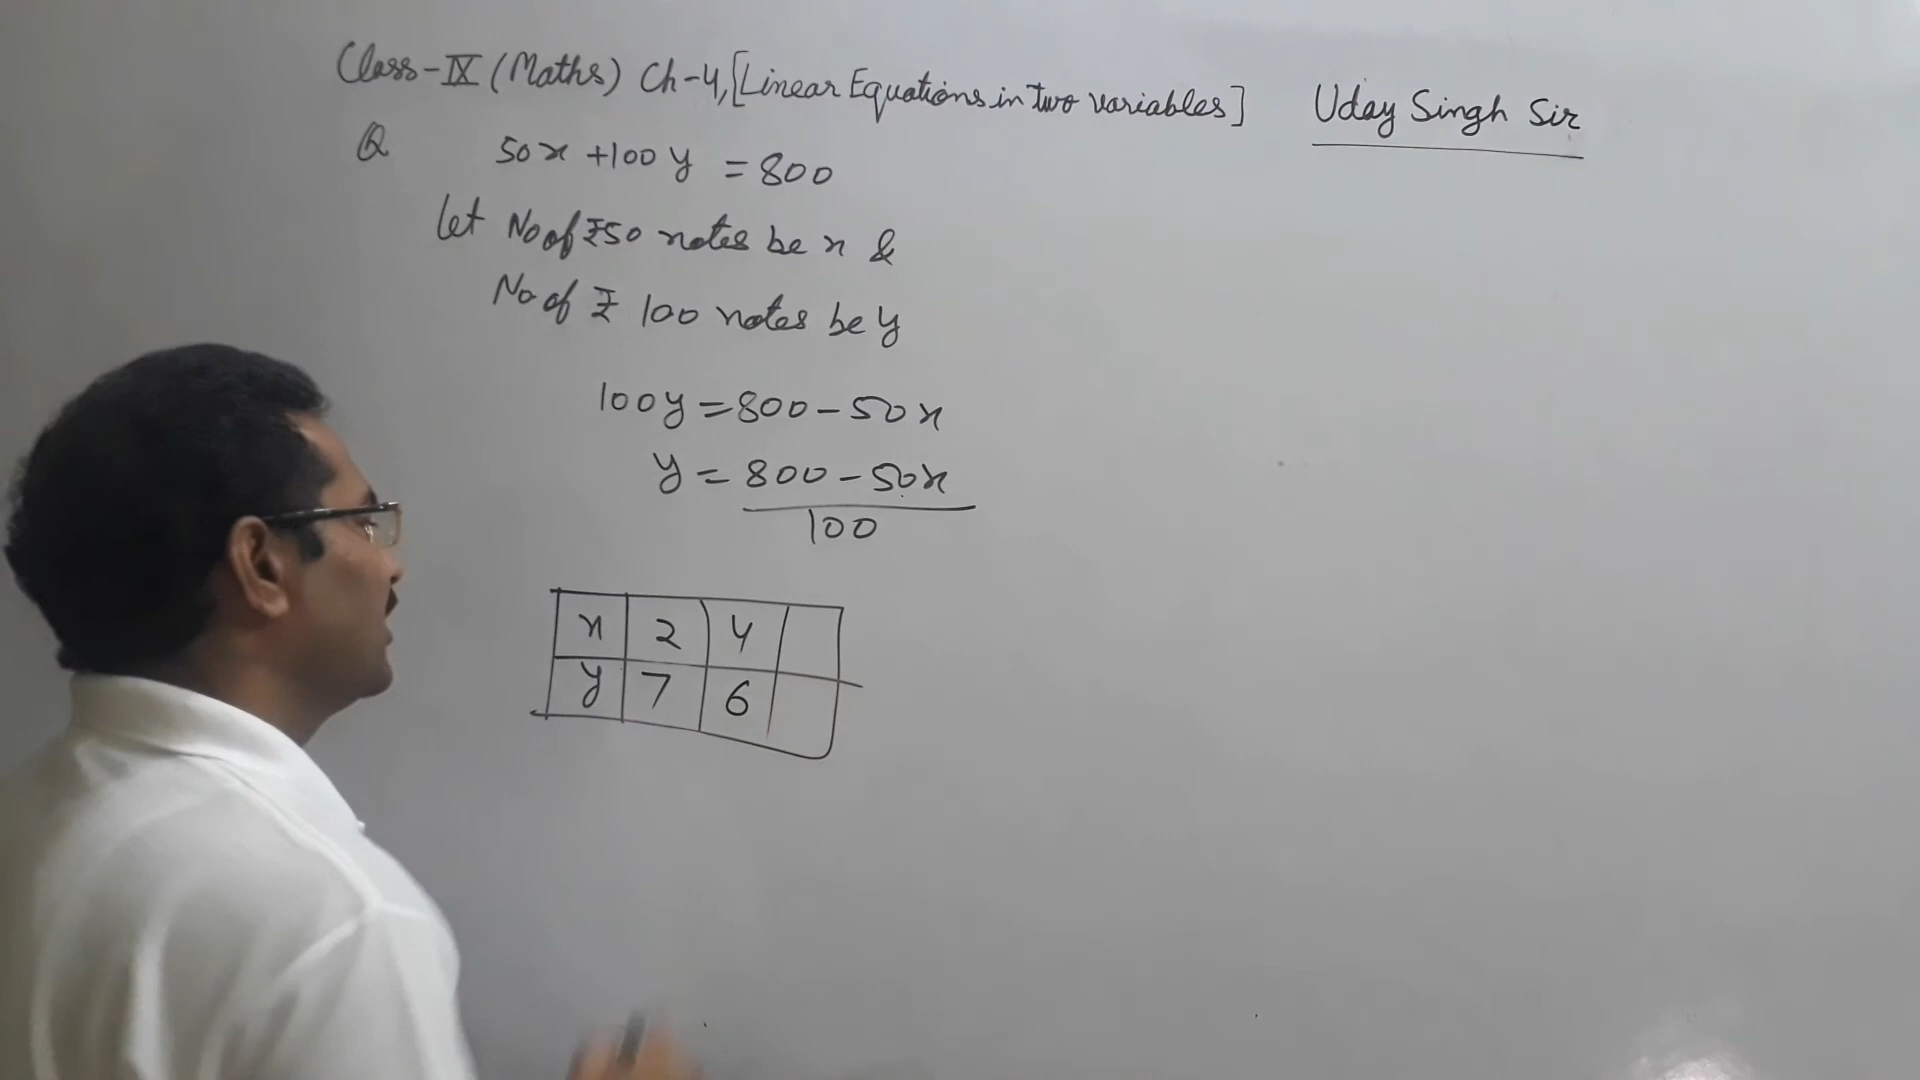 Class-IX (Maths) Ch-4, [Linear Equations in two variables] Uday Singh Sir
Q 50x + 100y = 800
Let No of ₹50 notes be x &
No of ₹ 100 notes be y
100y = 800 - 50x
y = 800 - 50x
100
x 2 4
y 7 6